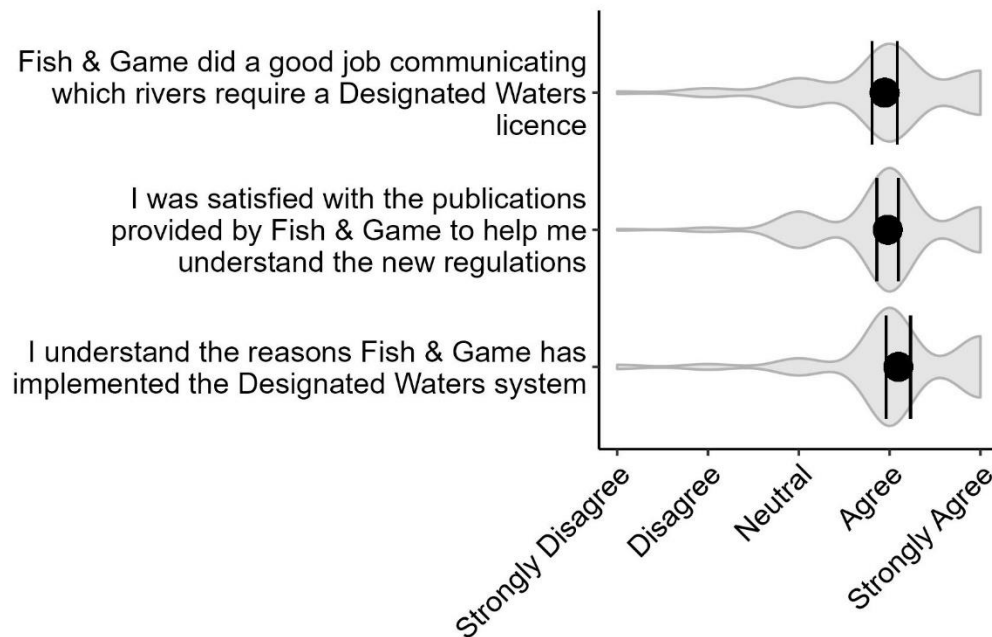 Fish & Game did a good job communicating
which rivers require a Designated Waters
licence
I was satisfied with the publications
provided by Fish & Game to help me
understand the new regulations
I understand the reasons Fish & Game has
implemented the Designated Waters system
Strongly Disagree
Disagree
Neutral
Agree
Strongly Agree